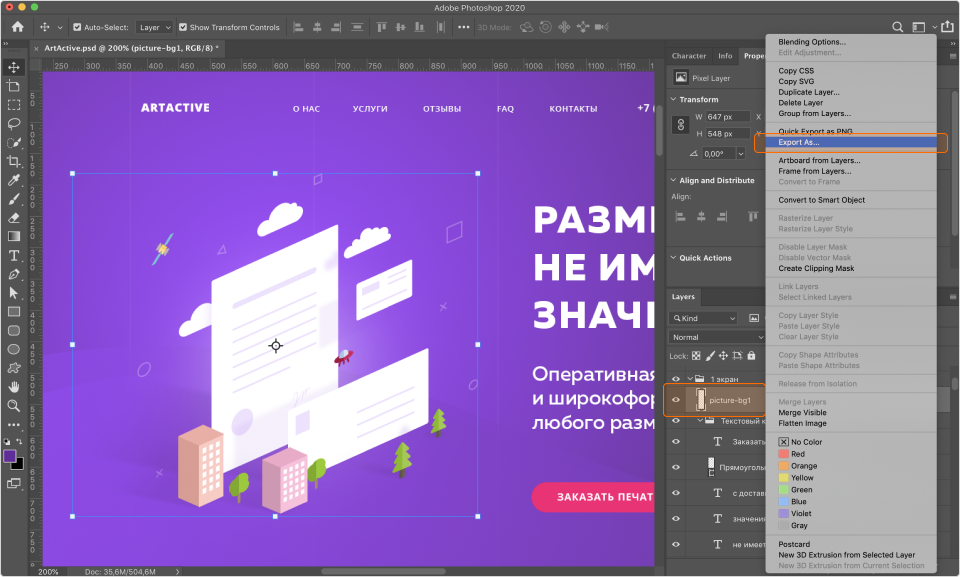 Adobe Photoshop 2020
Auto-Select:
Layer
Show Transform Controls
3D Mode:
ArtActive.psd @ 200% (picture-bg1, RGB/8) *
250 300 350 400 450 500 550 600 650 700 750 800 850 900 950 1000 1050 1100 1150
ARTACTIVE
О НАС
УСЛУГИ
ОТЗЫВЫ
FAQ
КОНТАКТЫ
+7
РАЗМ
НЕ ИМ
ЗНАЧ
Оперативная
и широкофор
любого разм
ЗАКАЗАТЬ ПЕЧАТ
200%
Doc: 35,6M/504,6M
Character
Info
Proper
Pixel Layer
Transform
W 647 px X
H 548 px Y
0,00°
Align and Distribute
Align:
Quick Actions
Layers
Kind
Normal
Lock:
1 экран
picture-bg1
Текстовый к
Заказать
Прямоуголь
с достав
значения
не имеет
Blending Options...
Edit Adjustment...
Copy CSS
Copy SVG
Duplicate Layer...
Delete Layer
Group from Layers...
Quick Export as PNG
Export As...
Artboard from Layers...
Frame from Layers...
Convert to Frame
Convert to Smart Object
Rasterize Layer
Rasterize Layer Style
Disable Layer Mask
Disable Vector Mask
Create Clipping Mask
Link Layers
Select Linked Layers
Copy Layer Style
Paste Layer Style
Clear Layer Style
Copy Shape Attributes
Paste Shape Attributes
Release from Isolation
Merge Layers
Merge Visible
Flatten Image
No Color
Red
Orange
Yellow
Green
Blue
Violet
Gray
Postcard
New 3D Extrusion from Selected Layer
New 3D Extrusion from Current Selection